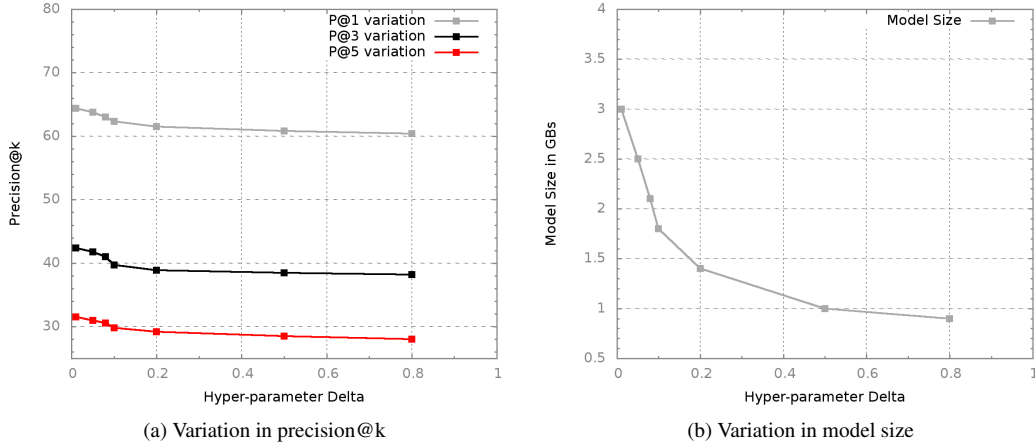 P@1 variation
P@3 variation
P@5 variation
80
70
60
50
40
30
Precision@k
0
0.2
0.4
0.6
0.8
1
Hyper-parameter Delta
(a) Variation in precision@k
Model Size
4
3.5
3
2.5
2
1.5
1
0.5
Model Size in GBs
0
0.2
0.4
0.6
0.8
1
Hyper-parameter Delta
(b) Variation in model size